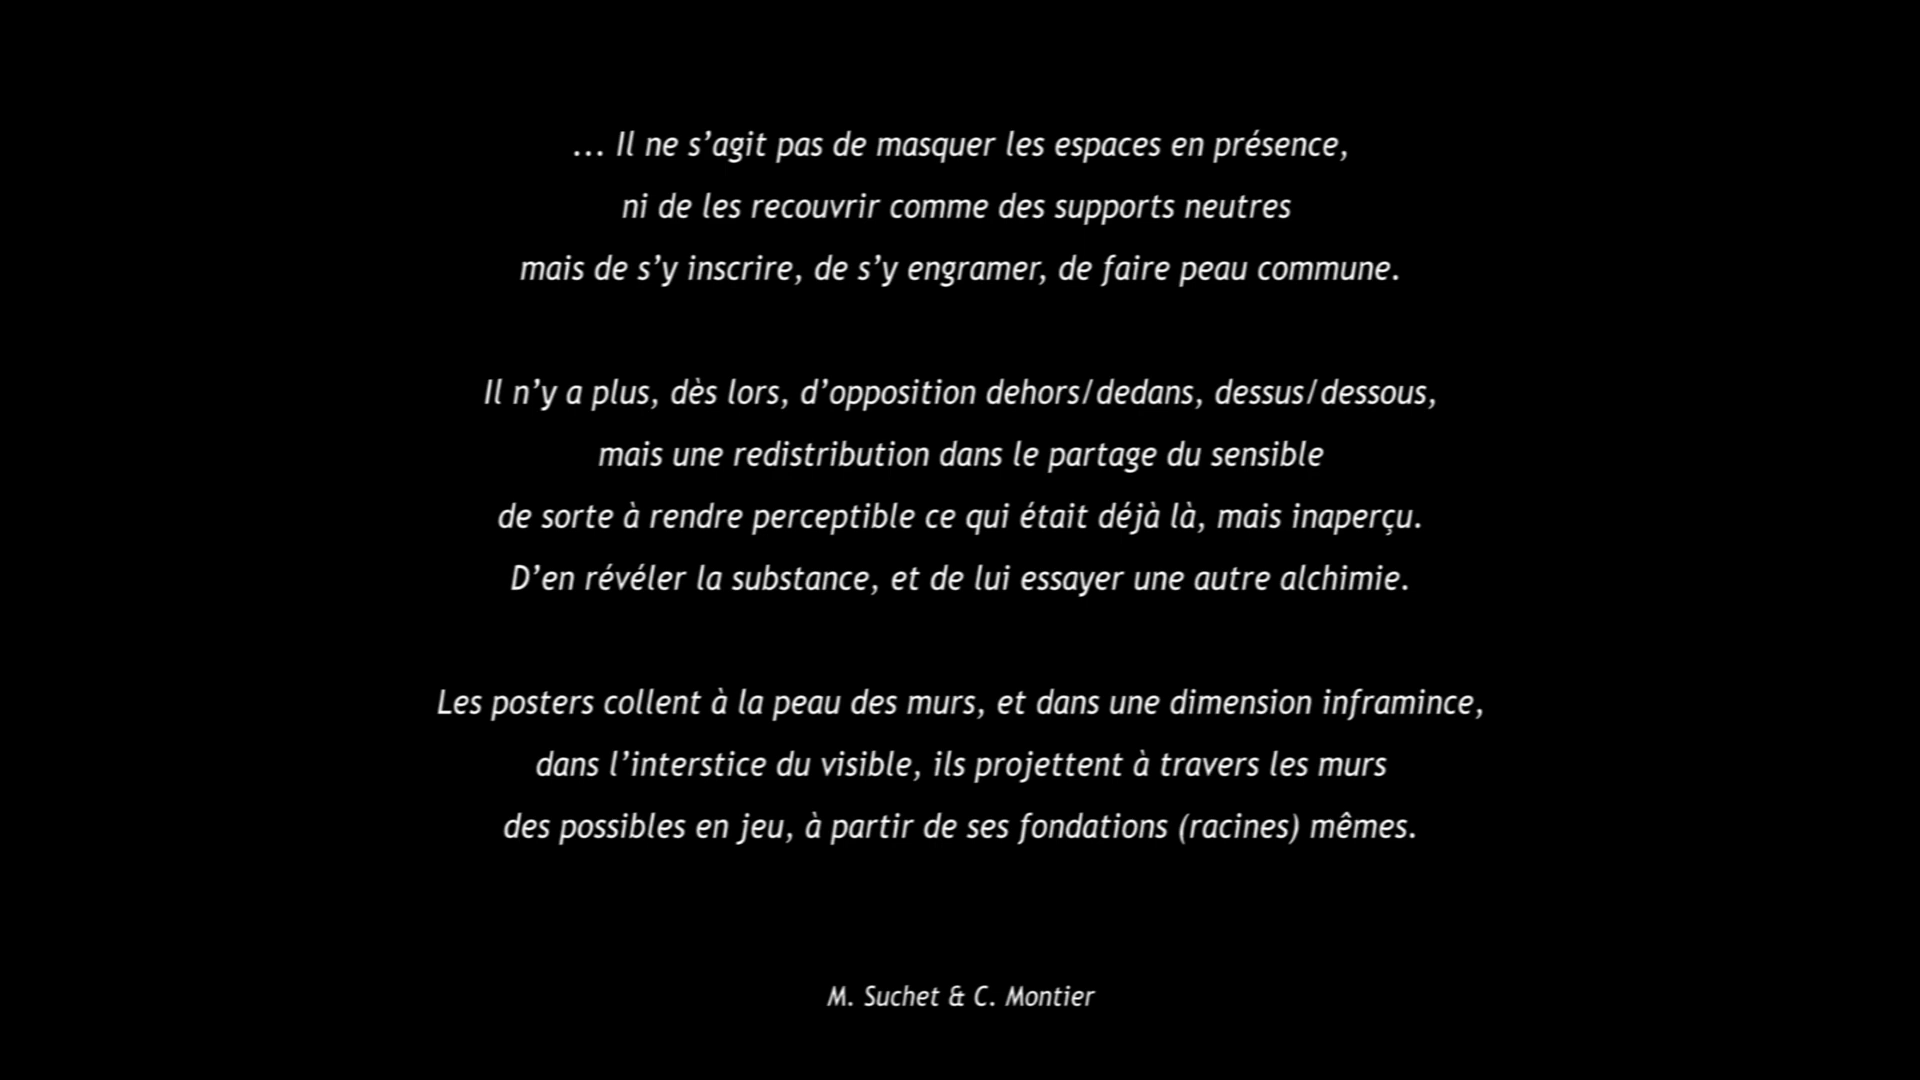 ... Il ne s’agit pas de masquer les espaces en présence,
ni de les recouvrir comme des supports neutres
mais de s’y inscrire, de s’y engramer, de faire peau commune.
Il n’y a plus, dès lors, d’opposition dehors/dedans, dessus/dessous,
mais une redistribution dans le partage du sensible
de sorte à rendre perceptible ce qui était déjà là, mais inaperçu.
D’en révéler la substance, et de lui essayer une autre alchimie.
Les posters collent à la peau des murs, et dans une dimension inframince,
dans l’interstice du visible, ils projettent à travers les murs
des possibles en jeu, à partir de ses fondations (racines) mêmes.
M. Suchet & C. Montier